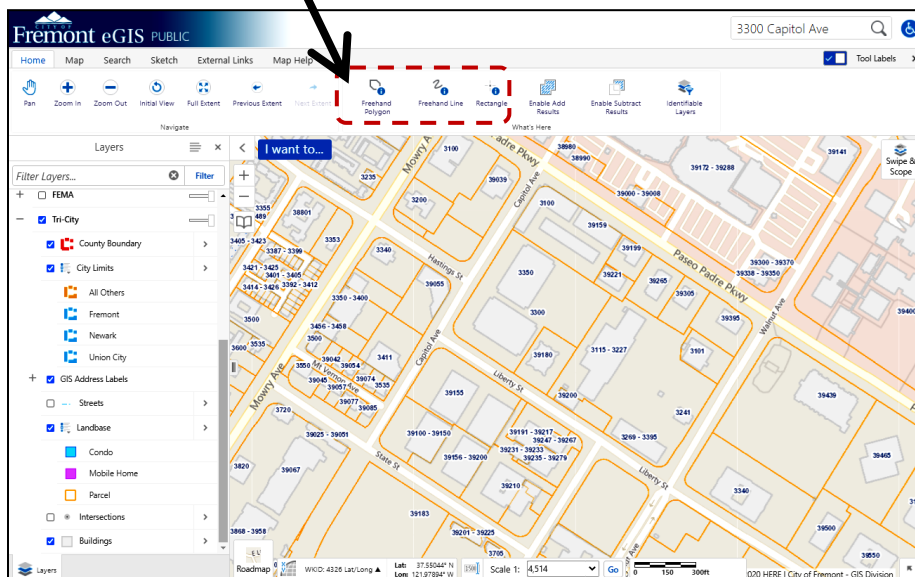 CITY OF
Fremont eGIS PUBLIC
3300 Capitol Ave
Home Map Search Sketch External Links Map Help
Tool Labels
Pan Zoom In Zoom Out Initial View Full Extent Previous Extent Next Extent Freehand Polygon Freehand Line Rectangle Enable Add Results Enable Subtract Results Identifiable Layers
Navigate What's Here
Layers
I want to...
Filter Layers... Filter
FEMA
Tri-City
County Boundary
City Limits
All Others
Fremont
Newark
Union City
GIS Address Labels
Streets
Landbase
Condo
Mobile Home
Parcel
Intersections
Buildings
Layers
Swipe & Scope
3100
38980
38990
39141
3235
39039
39172 - 39288
39000 - 39008
3200
3100
3355
489
38801
39159
3405 - 3423
3387 - 3399
3353
3340
39199
39300 - 39370
39338 - 39350
3421 - 3425
3401 - 3405
3414 - 3426
3392 - 3412
39055
3350
39221
39265
39305
3350 - 3400
39395
3940
3500
3456 - 3458
3500
3300
3600
3535
3550
39042
39054
3411
39180
3115 - 3227
3101
39045
39057
39074
3535
39077
39085
39155
39200
39439
3720
3241
39025 - 39051
39100 - 39150
39191 - 39217
39247 - 39267
39231 - 39233
39235 - 39279
3269 - 3395
39156 - 39200
39465
3820
39067
39210
3340
39183
39500
3868 - 3958
39201 - 39225
3705
39550
Mowry Ave
Capitol Ave
Hastings St
Paseo Padre Pkwy
Walnut Ave
Liberty St
Mt Vernon Ave
State St
Capitol Ave
Liberty St
Roadmap
WKID: 4326 Lat/Long
Lat: 37.55044° N
Lon: 121.97894° W
Scale 1: 4,514 Go
0 150 300ft
2020 HERE | City of Fremont - GIS Division